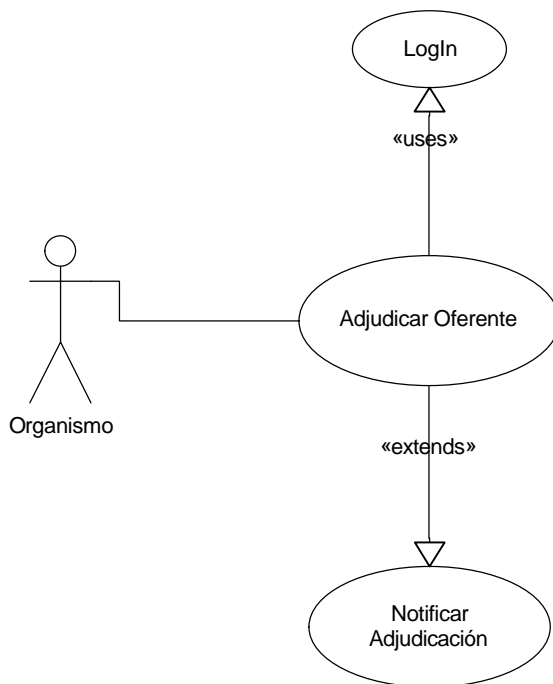 LogIn
«uses»
Adjudicar Oferente
Organismo
«extends»
Notificar
Adjudicación